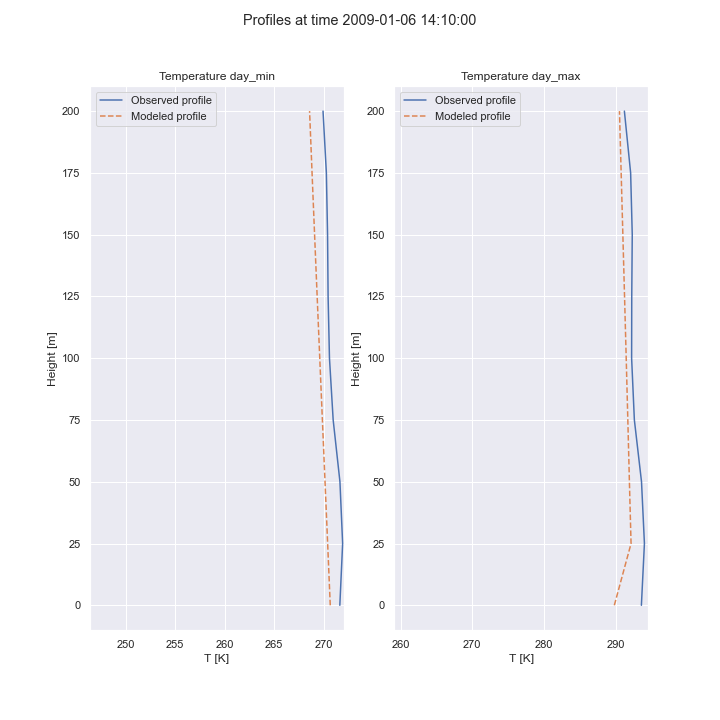 Profiles at time 2009-01-06 14:10:00
Temperature day_min
Observed profile
Modeled profile
200
175
150
125
100
75
50
25
0
Height [m]
250
255
260
265
270
T [K]
Temperature day_max
Observed profile
Modeled profile
200
175
150
125
100
75
50
25
0
Height [m]
260
270
280
290
T [K]